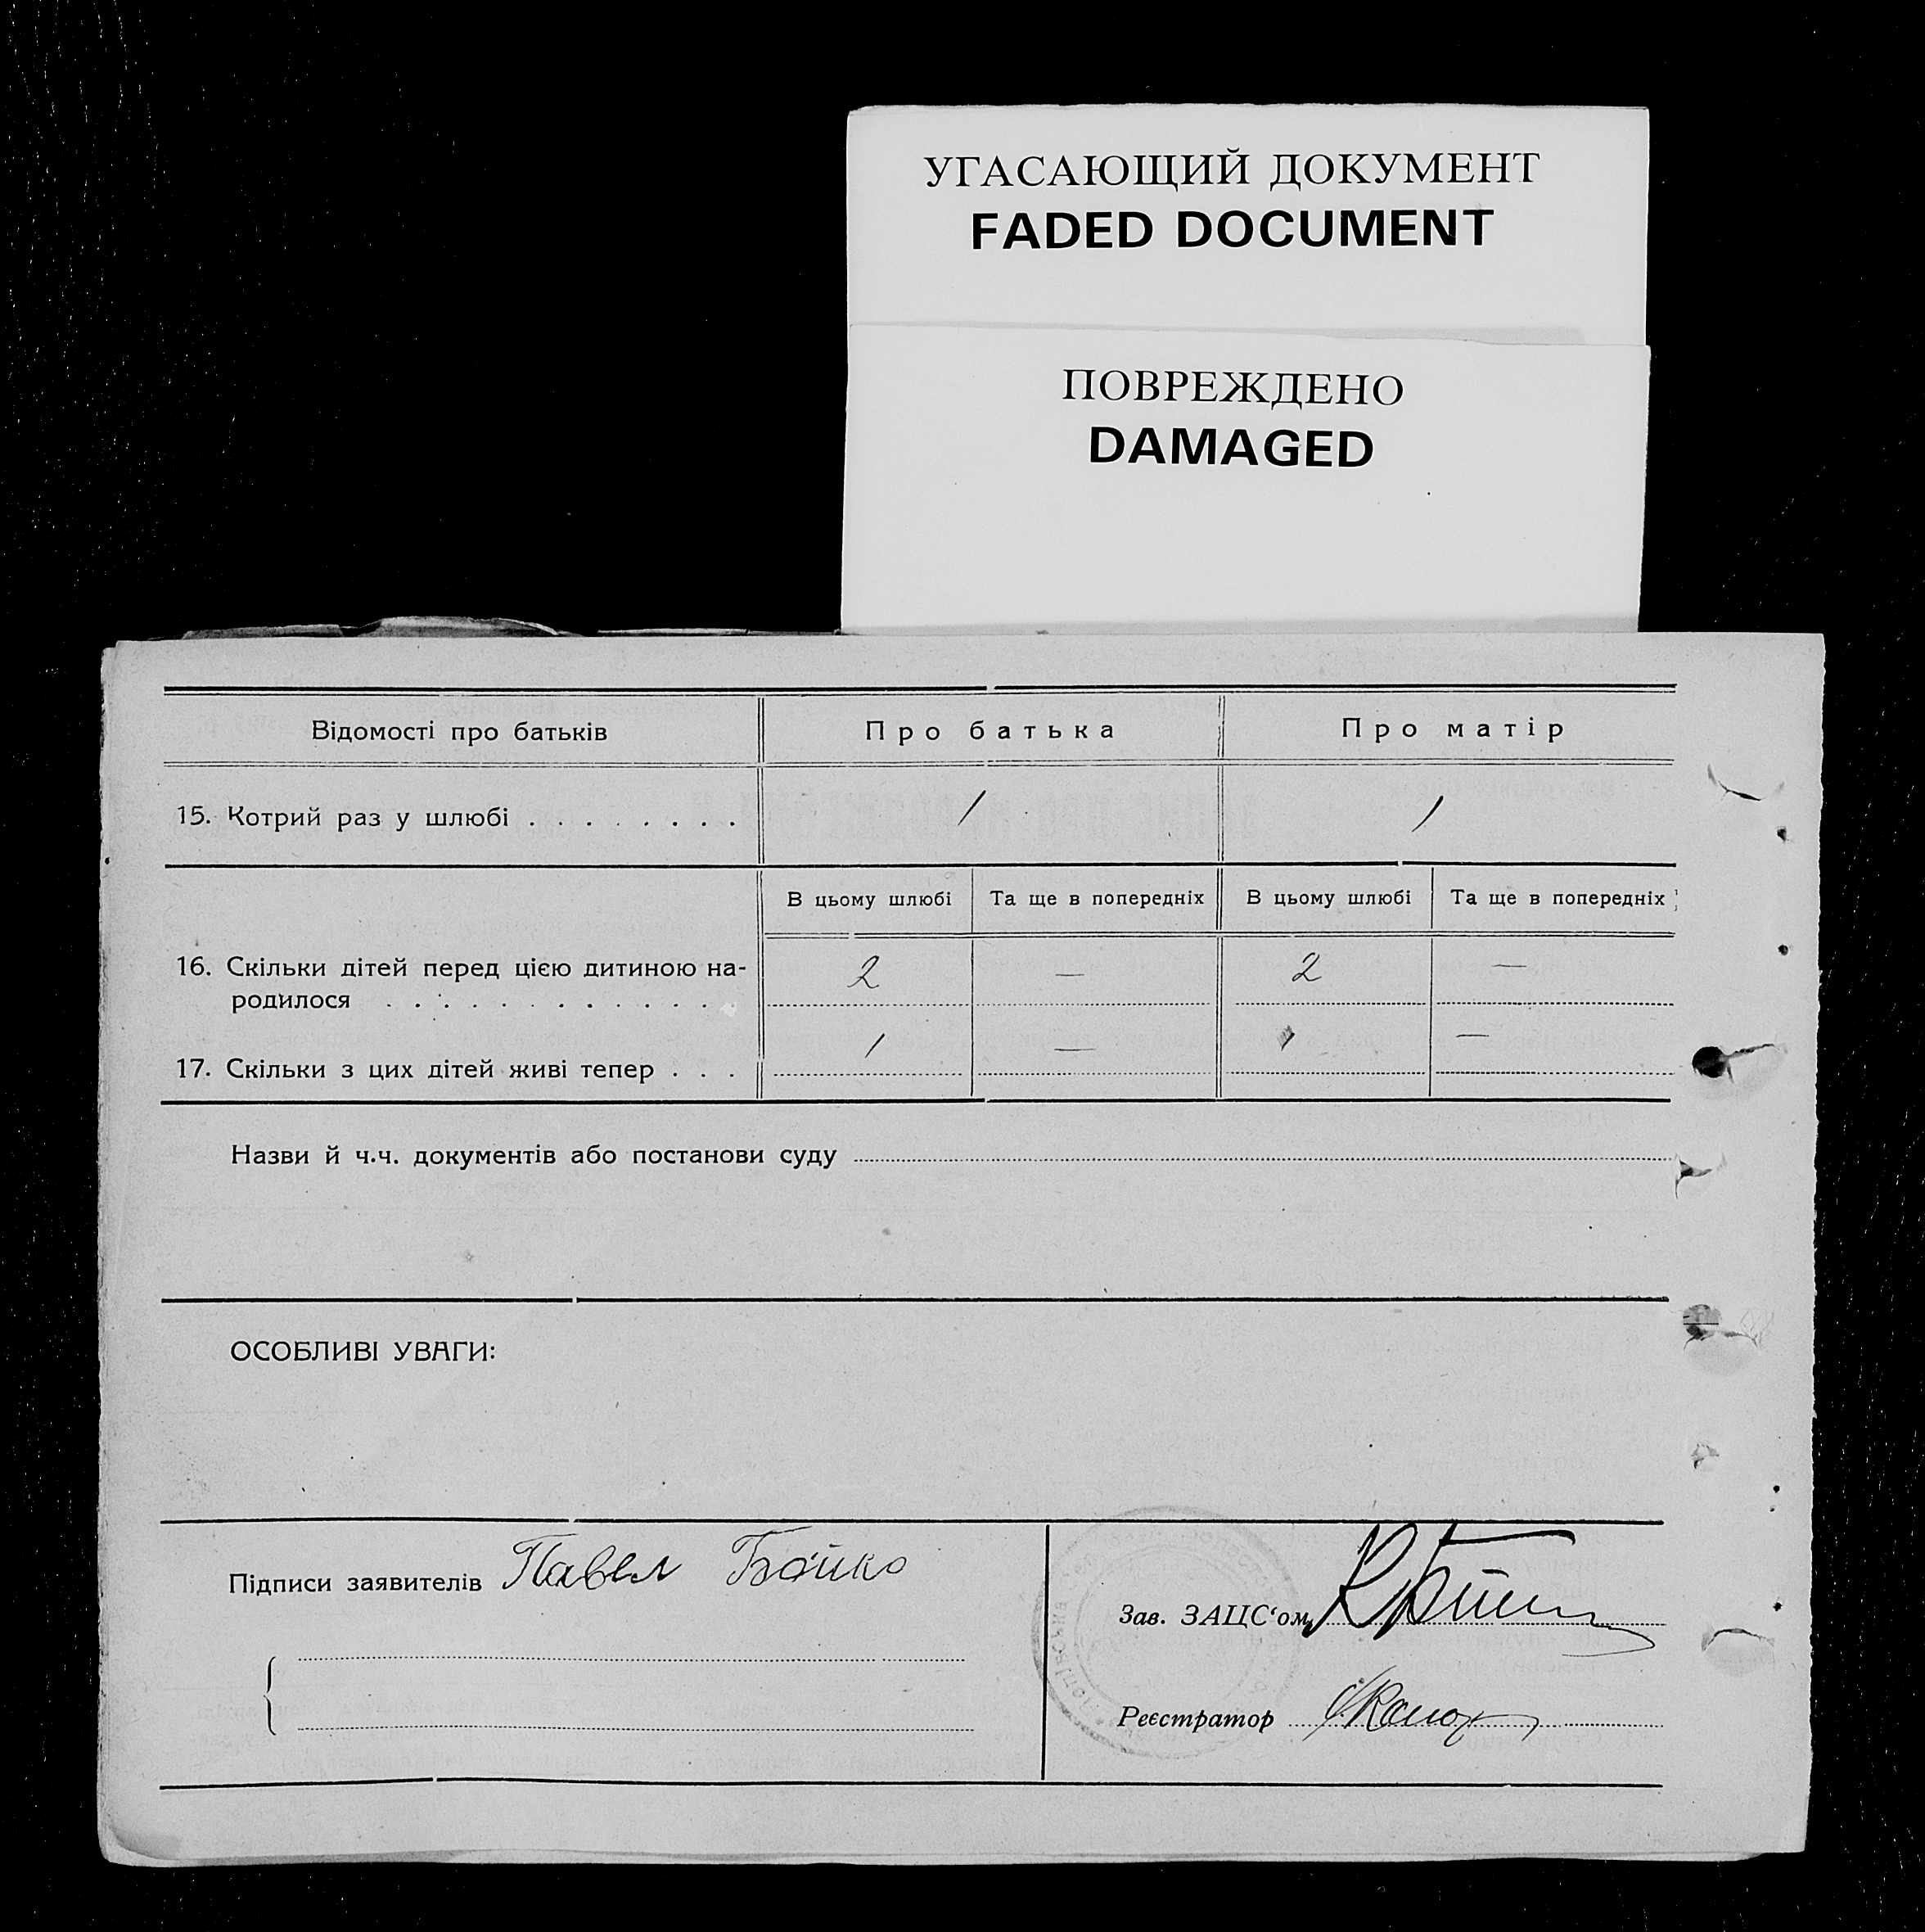 УГАСАЮЩИЙ ДОКУМЕНТ
FADED DOCUMENT
ПОВРЕЖДЕНО
DAMAGED
Відомості про батьків Про батька Про матір
15. Котрий раз у шлюбі . . . . . . . . 1 1
В цьому шлюбі Та ще в попередніх В цьому шлюбі Та ще в попередніх
16. Скільки дітей перед цією дитиною на- 2 — 2 —
родилося . . . . . . . . . . . .
17. Скільки з цих дітей живі тепер . . . 1 — 1 —
Назви й ч.ч. документів або постанови суду
ОСОБЛИВІ УВАГИ:
Підписи заявителів Павел Бойко
Зав. ЗАЦС‘ом
Реєстратор